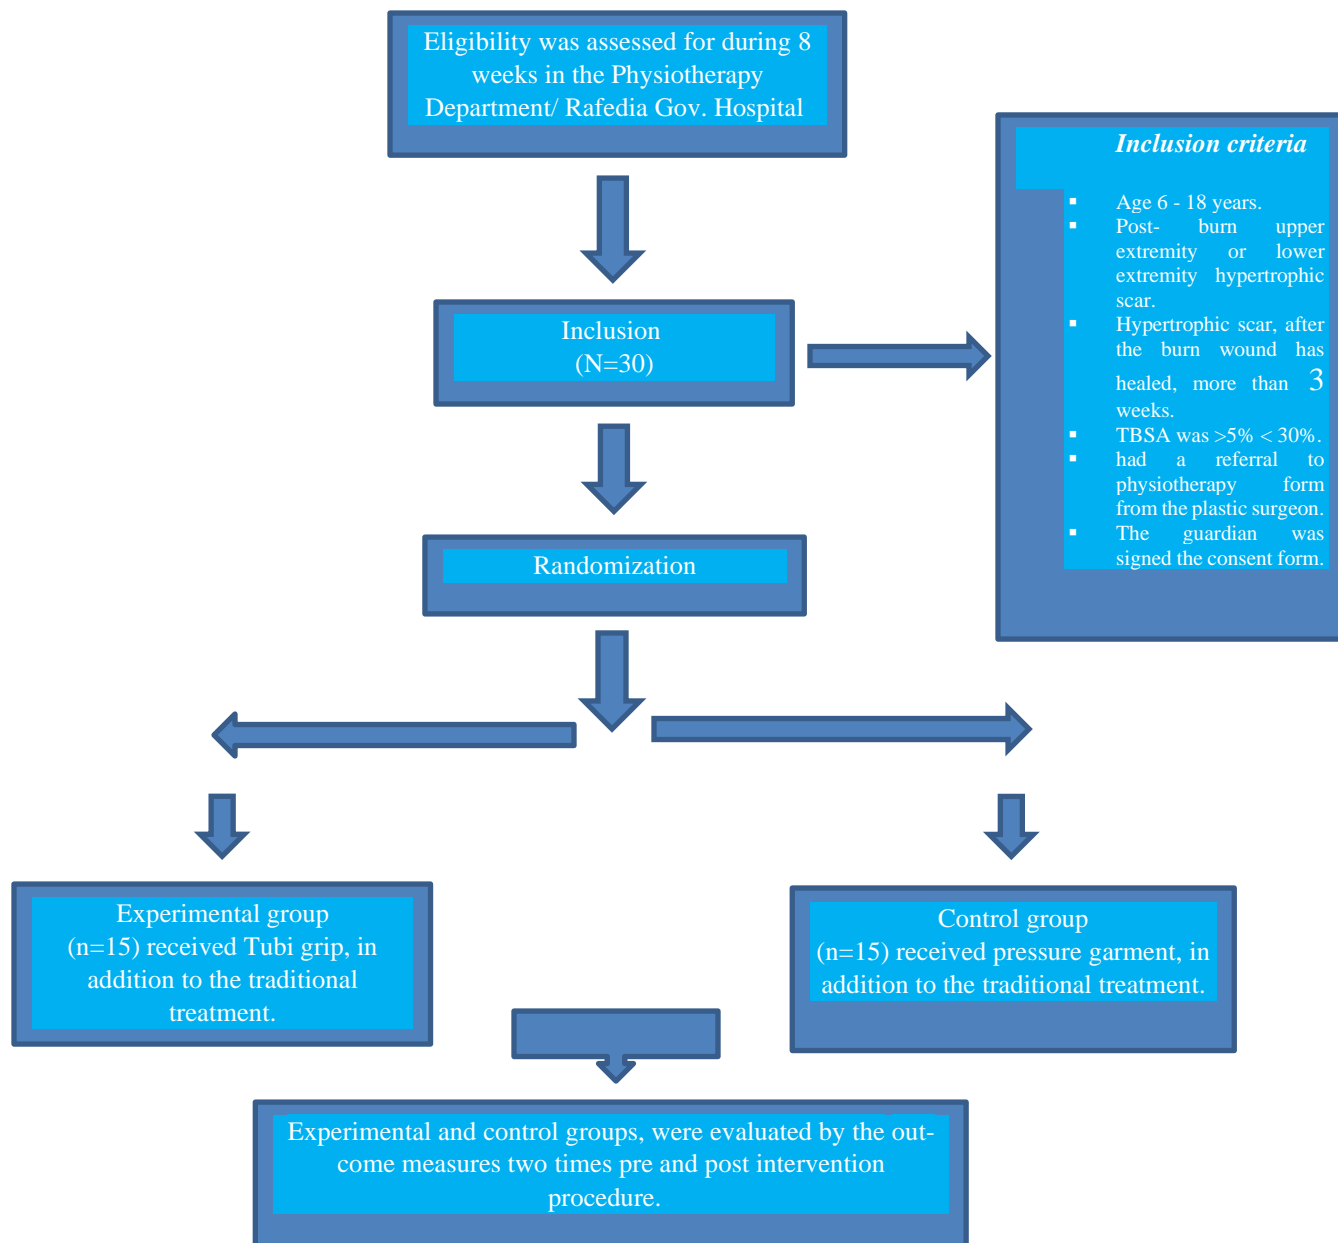 Eligibility was assessed for during 8
weeks in the Physiotherapy
Department/ Rafedia Gov. Hospital
Inclusion criteria
▪ Age 6 - 18 years.
▪ Post- burn upper
extremity or lower
extremity hypertrophic
scar.
▪ Hypertrophic scar, after
the burn wound has
healed, more than 3
weeks.
▪ TBSA was >5% < 30%.
▪ had a referral to
physiotherapy form
from the plastic surgeon.
▪ The guardian was
signed the consent form.
Inclusion
(N=30)
Randomization
Experimental group
(n=15) received Tubi grip, in
addition to the traditional
treatment.
Control group
(n=15) received pressure garment, in
addition to the traditional treatment.
Experimental and control groups, were evaluated by the out-
come measures two times pre and post intervention
procedure.